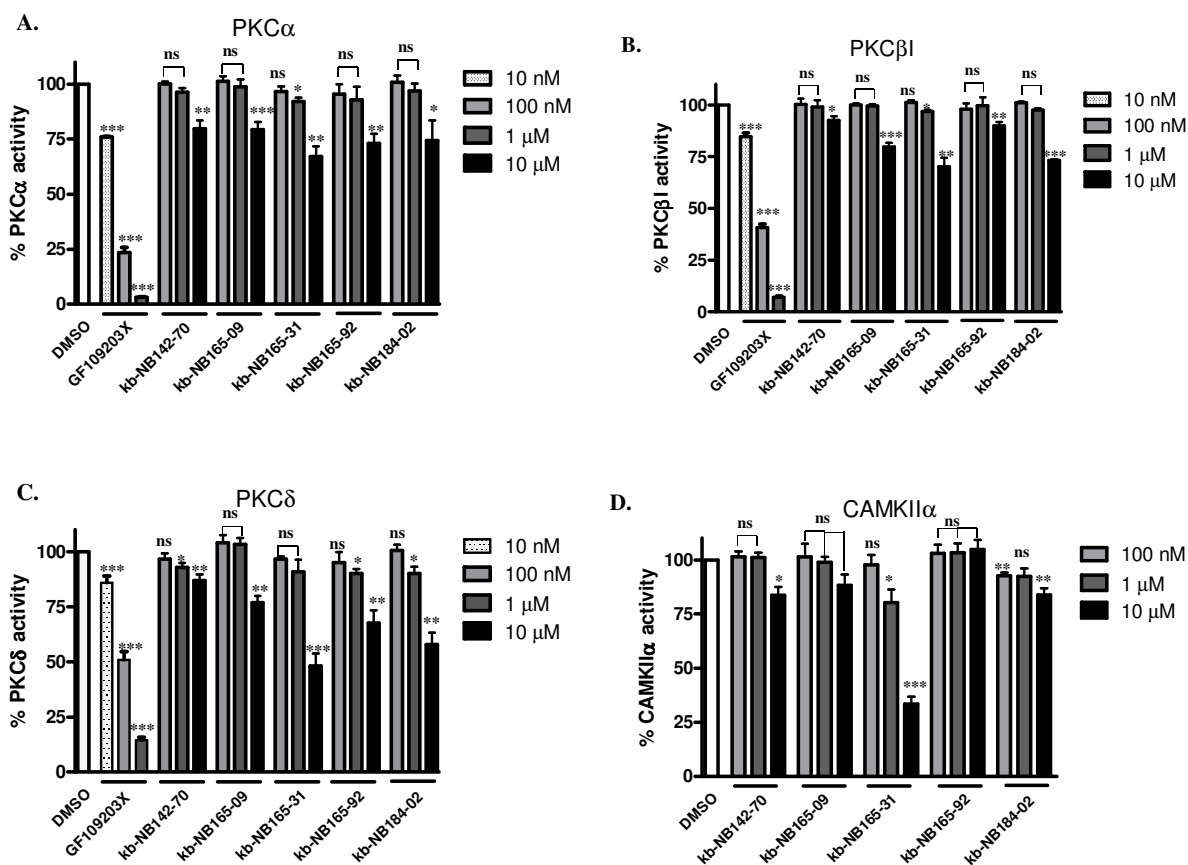 A.
PKCα
% PKCα activity
100
75
50
25
0
*** *** ***
ns **
ns ***
ns * **
ns **
ns *
10 nM
100 nM
1 μM
10 μM
DMSO
GF109203X
kb-NB142-70
kb-NB165-09
kb-NB165-31
kb-NB165-92
kb-NB184-02
B.
PKCβI
% PKCβI activity
100
75
50
25
0
*** *** ***
ns *
ns ***
ns * **
ns **
ns ***
10 nM
100 nM
1 μM
10 μM
DMSO
GF109203X
kb-NB142-70
kb-NB165-09
kb-NB165-31
kb-NB165-92
kb-NB184-02
C.
PKCδ
% PKCδ activity
100
75
50
25
0
*** *** ***
ns * **
ns **
ns ***
ns * **
ns * **
10 nM
100 nM
1 μM
10 μM
DMSO
GF109203X
kb-NB142-70
kb-NB165-09
kb-NB165-31
kb-NB165-92
kb-NB184-02
D.
CAMKIIα
% CAMKIIα activity
100
75
50
25
0
ns *
ns
ns * ***
ns
** ns **
100 nM
1 μM
10 μM
DMSO
kb-NB142-70
kb-NB165-09
kb-NB165-31
kb-NB165-92
kb-NB184-02